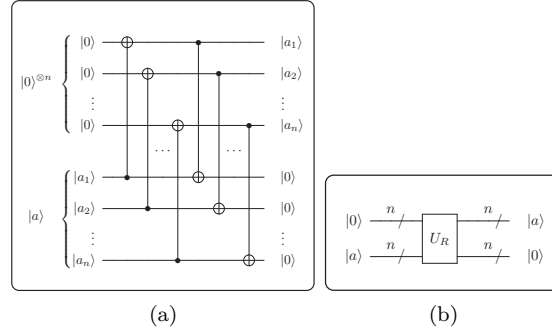 |0⟩ |a₁⟩
|0⟩ |a₂⟩
|0⟩^{⊗n}
⋮ ⋮
|0⟩ |aₙ⟩
⋯ ⋯
|a₁⟩ |0⟩
|a₂⟩ |0⟩
|a⟩
⋮ ⋮
|aₙ⟩ |0⟩
(a)
n n
|0⟩ |a⟩
U_R
n n
|a⟩ |0⟩
(b)